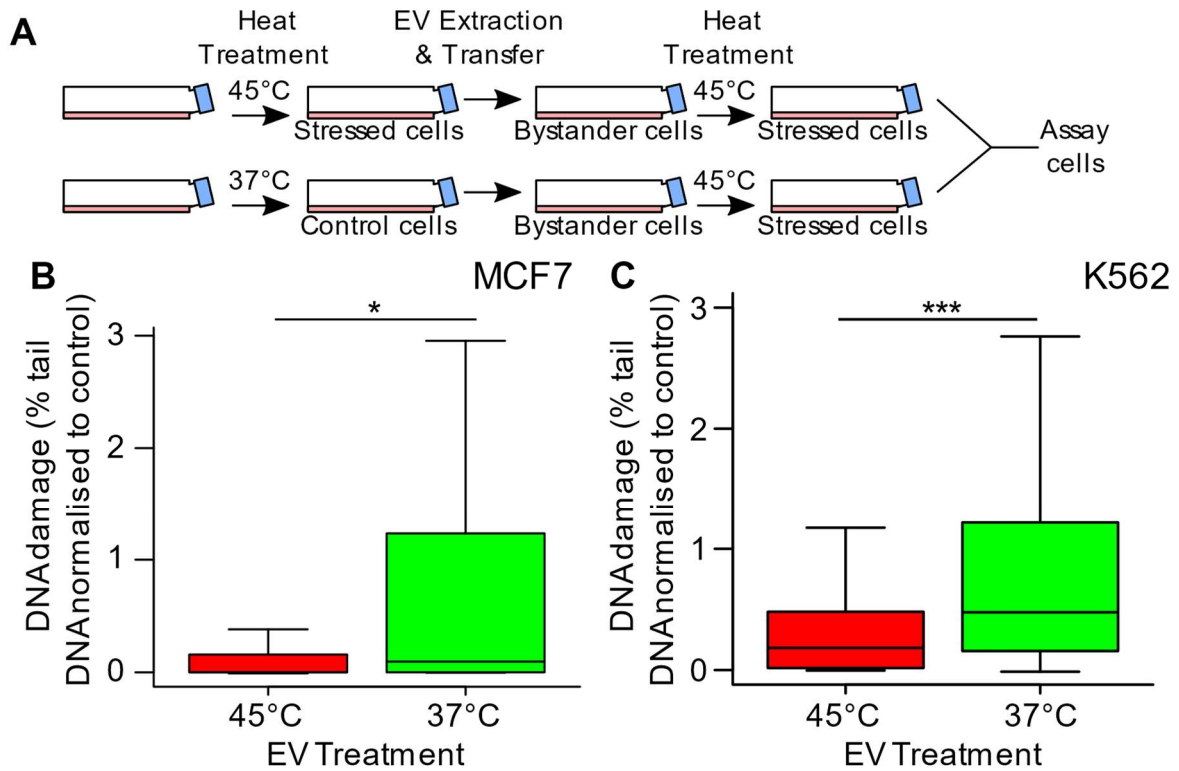 A
Heat
Treatment
EV Extraction
& Transfer
Heat
Treatment
45°C
45°C
Stressed cells
Bystander cells
Stressed cells
Assay
cells
37°C
45°C
Control cells
Bystander cells
Stressed cells
B
MCF7
*
DNAdamage (% tail
DNAnormalised to control)
3
2
1
0
45°C
37°C
EV Treatment
C
K562
***
DNAdamage (% tail
DNAnormalised to control)
3
2
1
0
45°C
37°C
EV Treatment